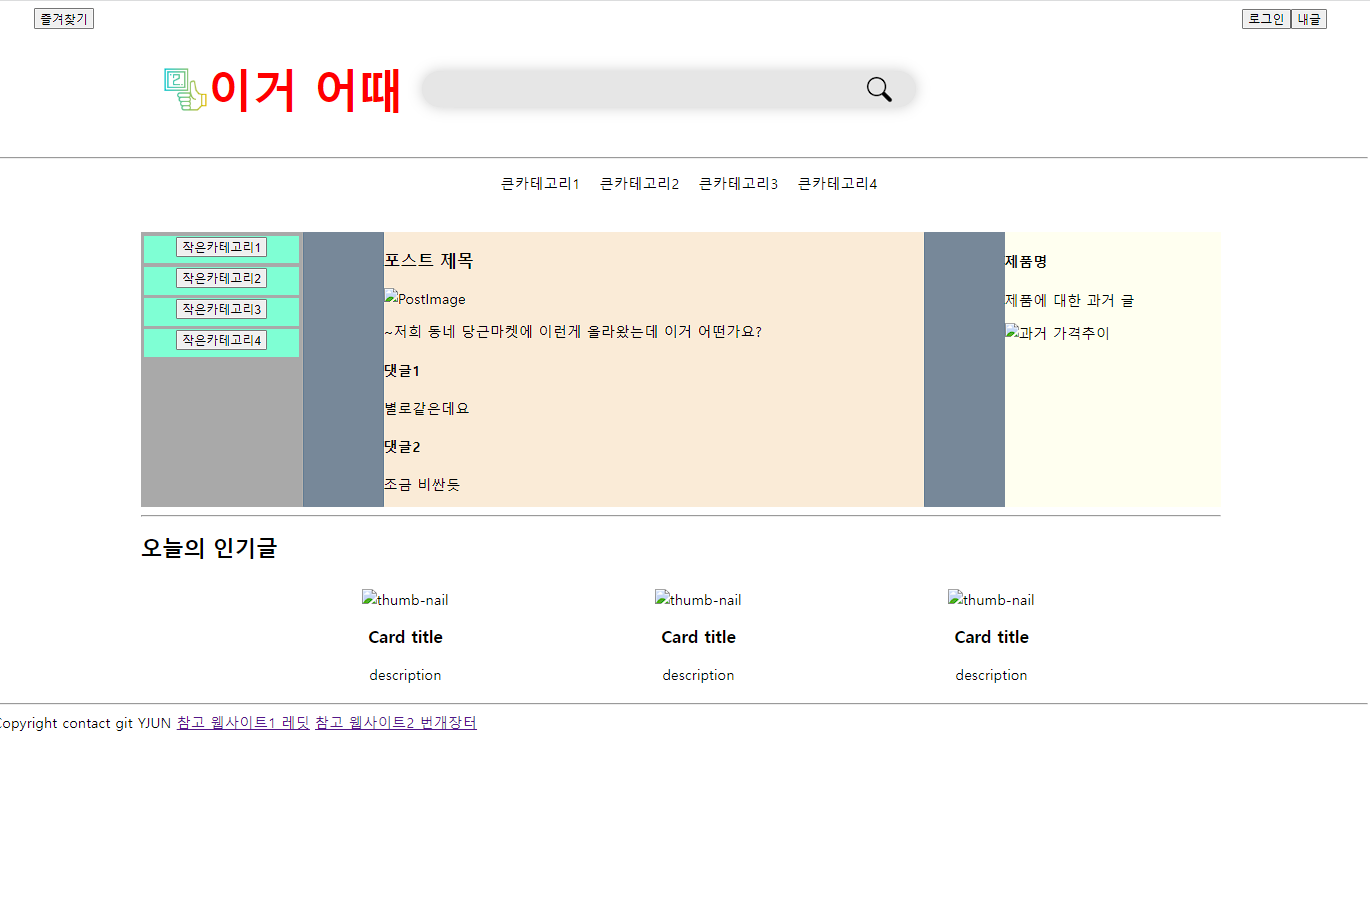 즐겨찾기
로그인 내글
이거 어때
큰카테고리1 큰카테고리2 큰카테고리3 큰카테고리4
작은카테고리1
작은카테고리2
작은카테고리3
작은카테고리4
포스트 제목
PostImage
~저희 동네 당근마켓에 이런게 올라왔는데 이거 어떤가요?
댓글1
별로같은데요
댓글2
조금 비싼듯
제품명
제품에 대한 과거 글
과거 가격추이
오늘의 인기글
thumb-nail thumb-nail thumb-nail
Card title Card title Card title
description description description
Copyright contact git YJUN 참고 웹사이트1 레딧 참고 웹사이트2 번개장터